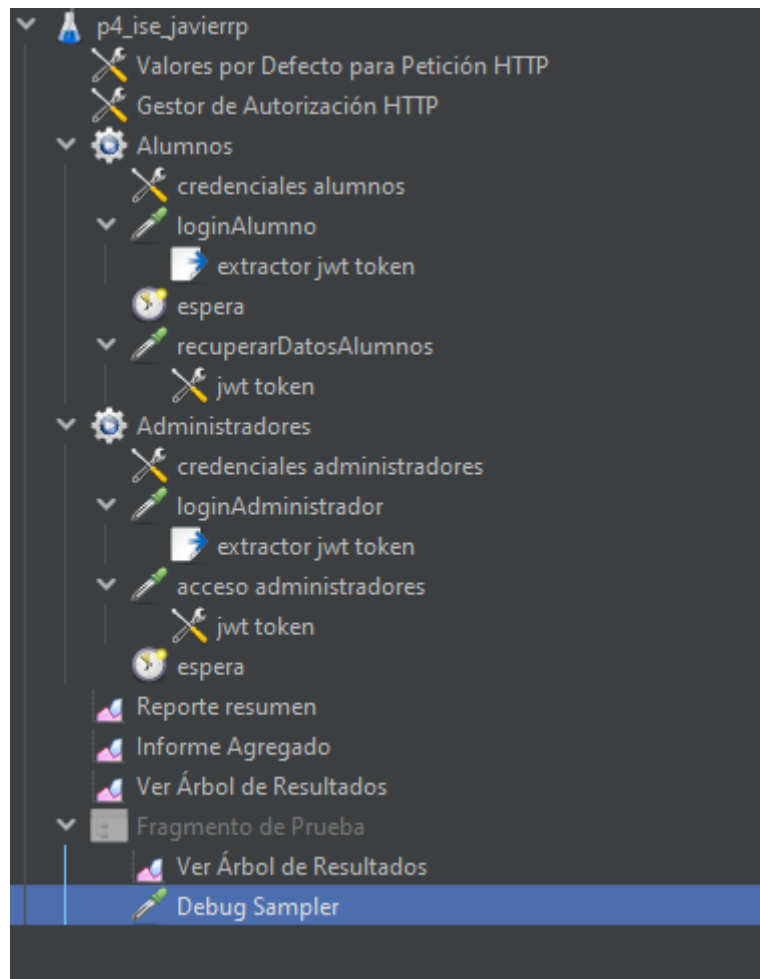 p4_ise_javierrp
Valores por Defecto para Petición HTTP
Gestor de Autorización HTTP
Alumnos
credenciales alumnos
loginAlumno
extractor jwt token
espera
recuperarDatosAlumnos
jwt token
Administradores
credenciales administradores
loginAdministrador
extractor jwt token
acceso administradores
jwt token
espera
Reporte resumen
Informe Agregado
Ver Árbol de Resultados
Fragmento de Prueba
Ver Árbol de Resultados
Debug Sampler